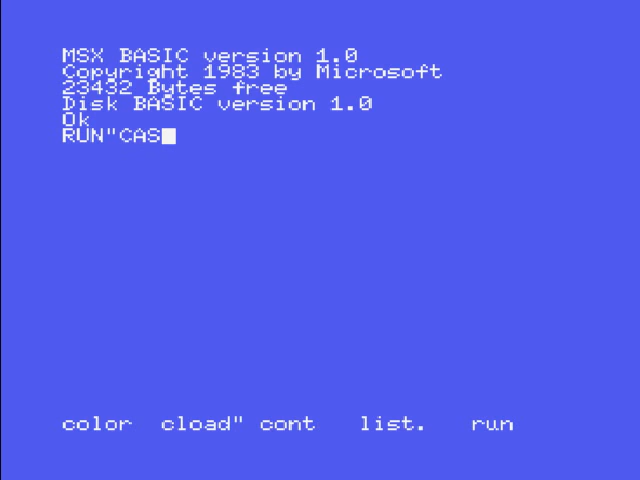 MSX BASIC version 1.0
Copyright 1983 by Microsoft
23432 Bytes free
Disk BASIC version 1.0
Ok
RUN"CAS
color cload" cont list. run